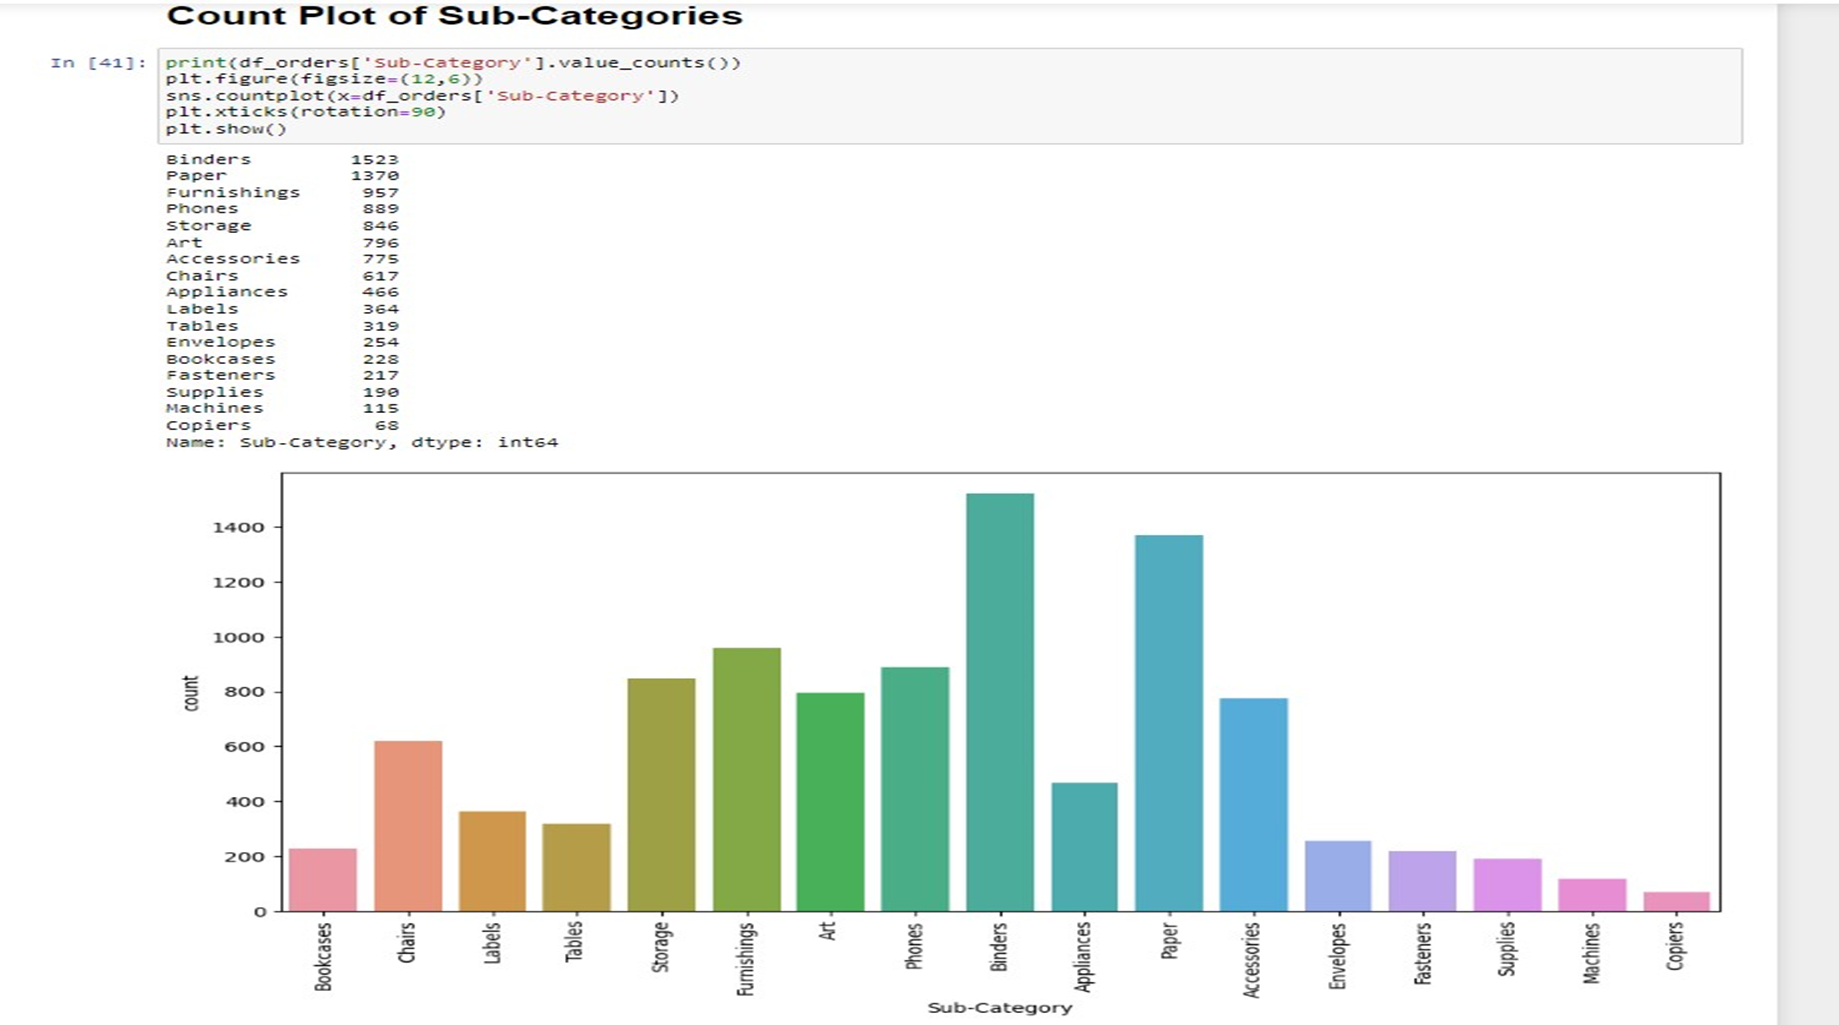 Count Plot of Sub-Categories
In [41]: print(df_orders['Sub-Category'].value_counts())
plt.figure(figsize=(12,6))
sns.countplot(x=df_orders['Sub-Category'])
plt.xticks(rotation=90)
plt.show()
Binders 1523
Paper 1370
Furnishings 957
Phones 889
Storage 846
Art 796
Accessories 775
Chairs 617
Appliances 466
Labels 364
Tables 319
Envelopes 254
Bookcases 228
Fasteners 217
Supplies 190
Machines 115
Copiers 68
Name: Sub-Category, dtype: int64
1400
1200
1000
800
600
400
200
0
count
Bookcases
Chairs
Labels
Tables
Storage
Furnishings
Art
Phones
Binders
Appliances
Paper
Accessories
Envelopes
Fasteners
Supplies
Machines
Copiers
Sub-Category